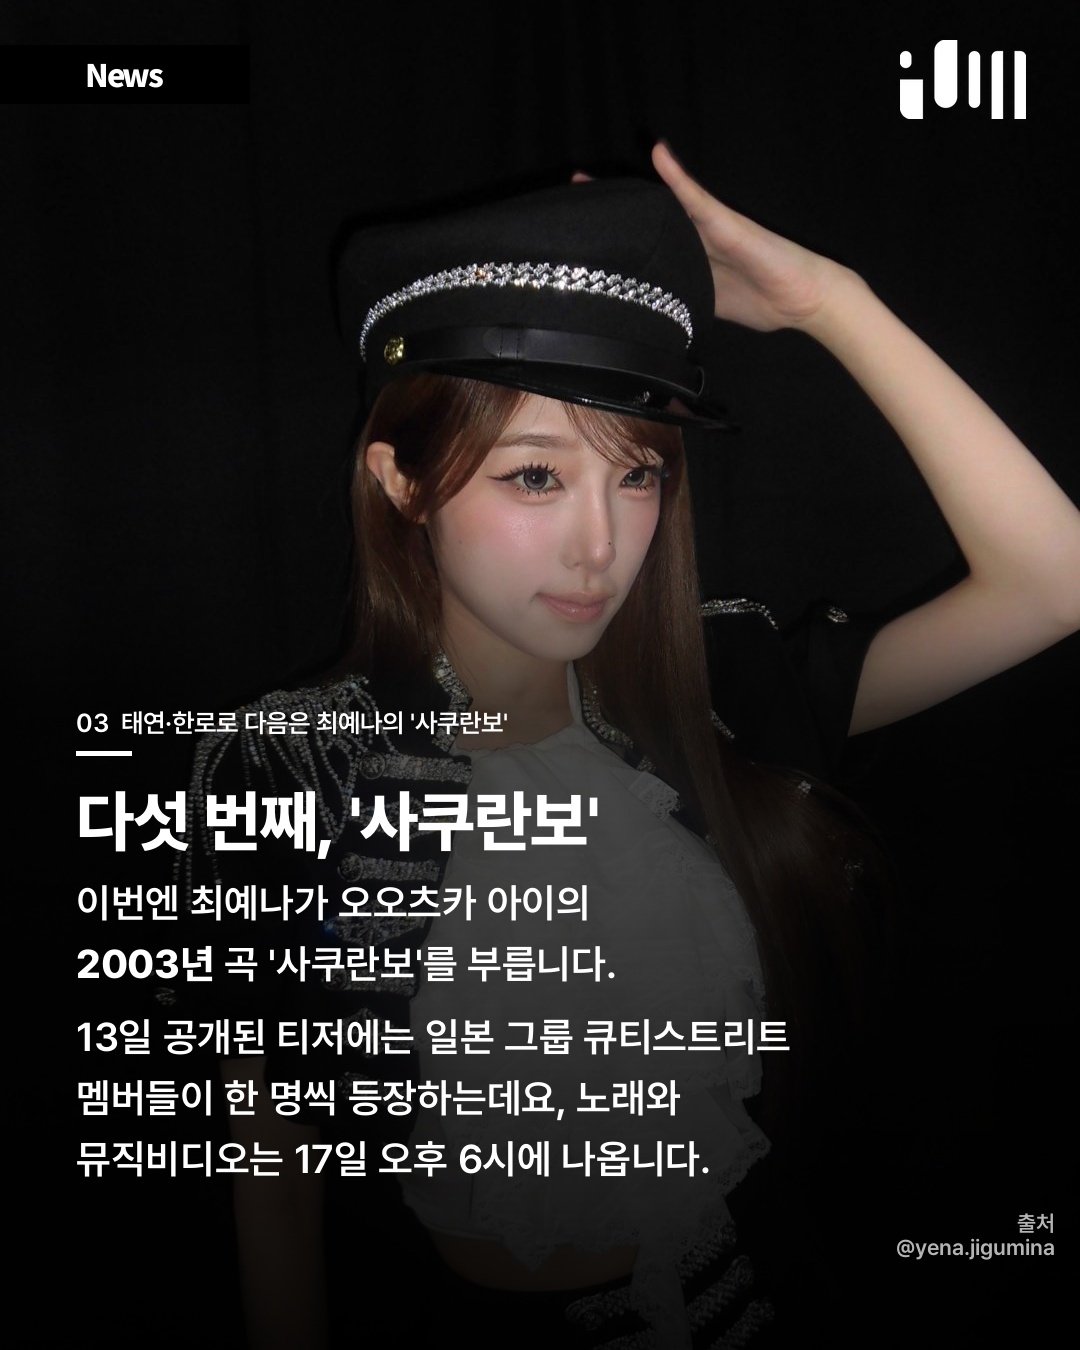 News
03 태연·한로로 다음은 최예나의 '사쿠란보'
다섯 번째, '사쿠란보'
이번엔 최예나가 오오츠카 아이의
2003년 곡 '사쿠란보'를 부릅니다.
13일 공개된 티저에는 일본 그룹 큐티스트리트
멤버들이 한 명씩 등장하는데요, 노래와
뮤직비디오는 17일 오후 6시에 나옵니다.
출처
@yena.jigumina